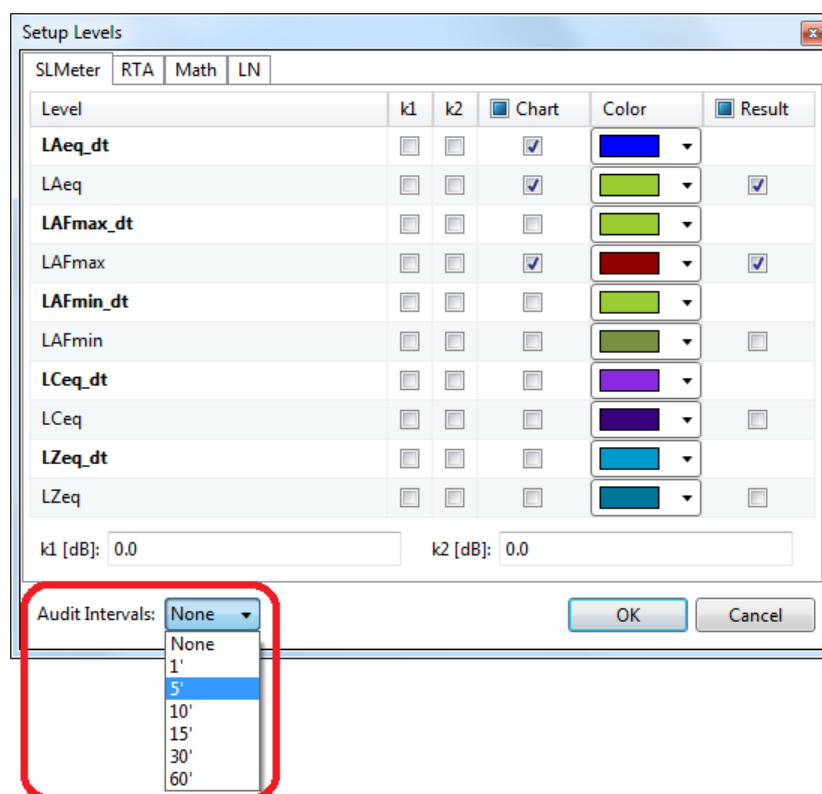 Setup Levels
SLMeter RTA Math LN
Level k1 k2 Chart Color Result
LAeq_dt
LAeq
LAFmax_dt
LAFmax
LAFmin_dt
LAFmin
LCeq_dt
LCeq
LZeq_dt
LZeq
k1 [dB]: 0.0 k2 [dB]: 0.0
Audit Intervals: None OK Cancel
None
1'
5'
10'
15'
30'
60'